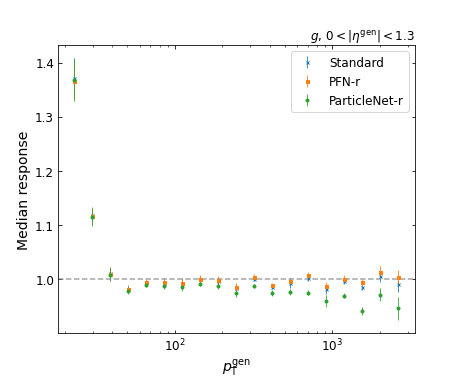 g, 0 < |η^gen| < 1.3
Standard
PFN-r
ParticleNet-r
Median response
1.4
1.3
1.2
1.1
1.0
10^2
10^3
p_T^gen